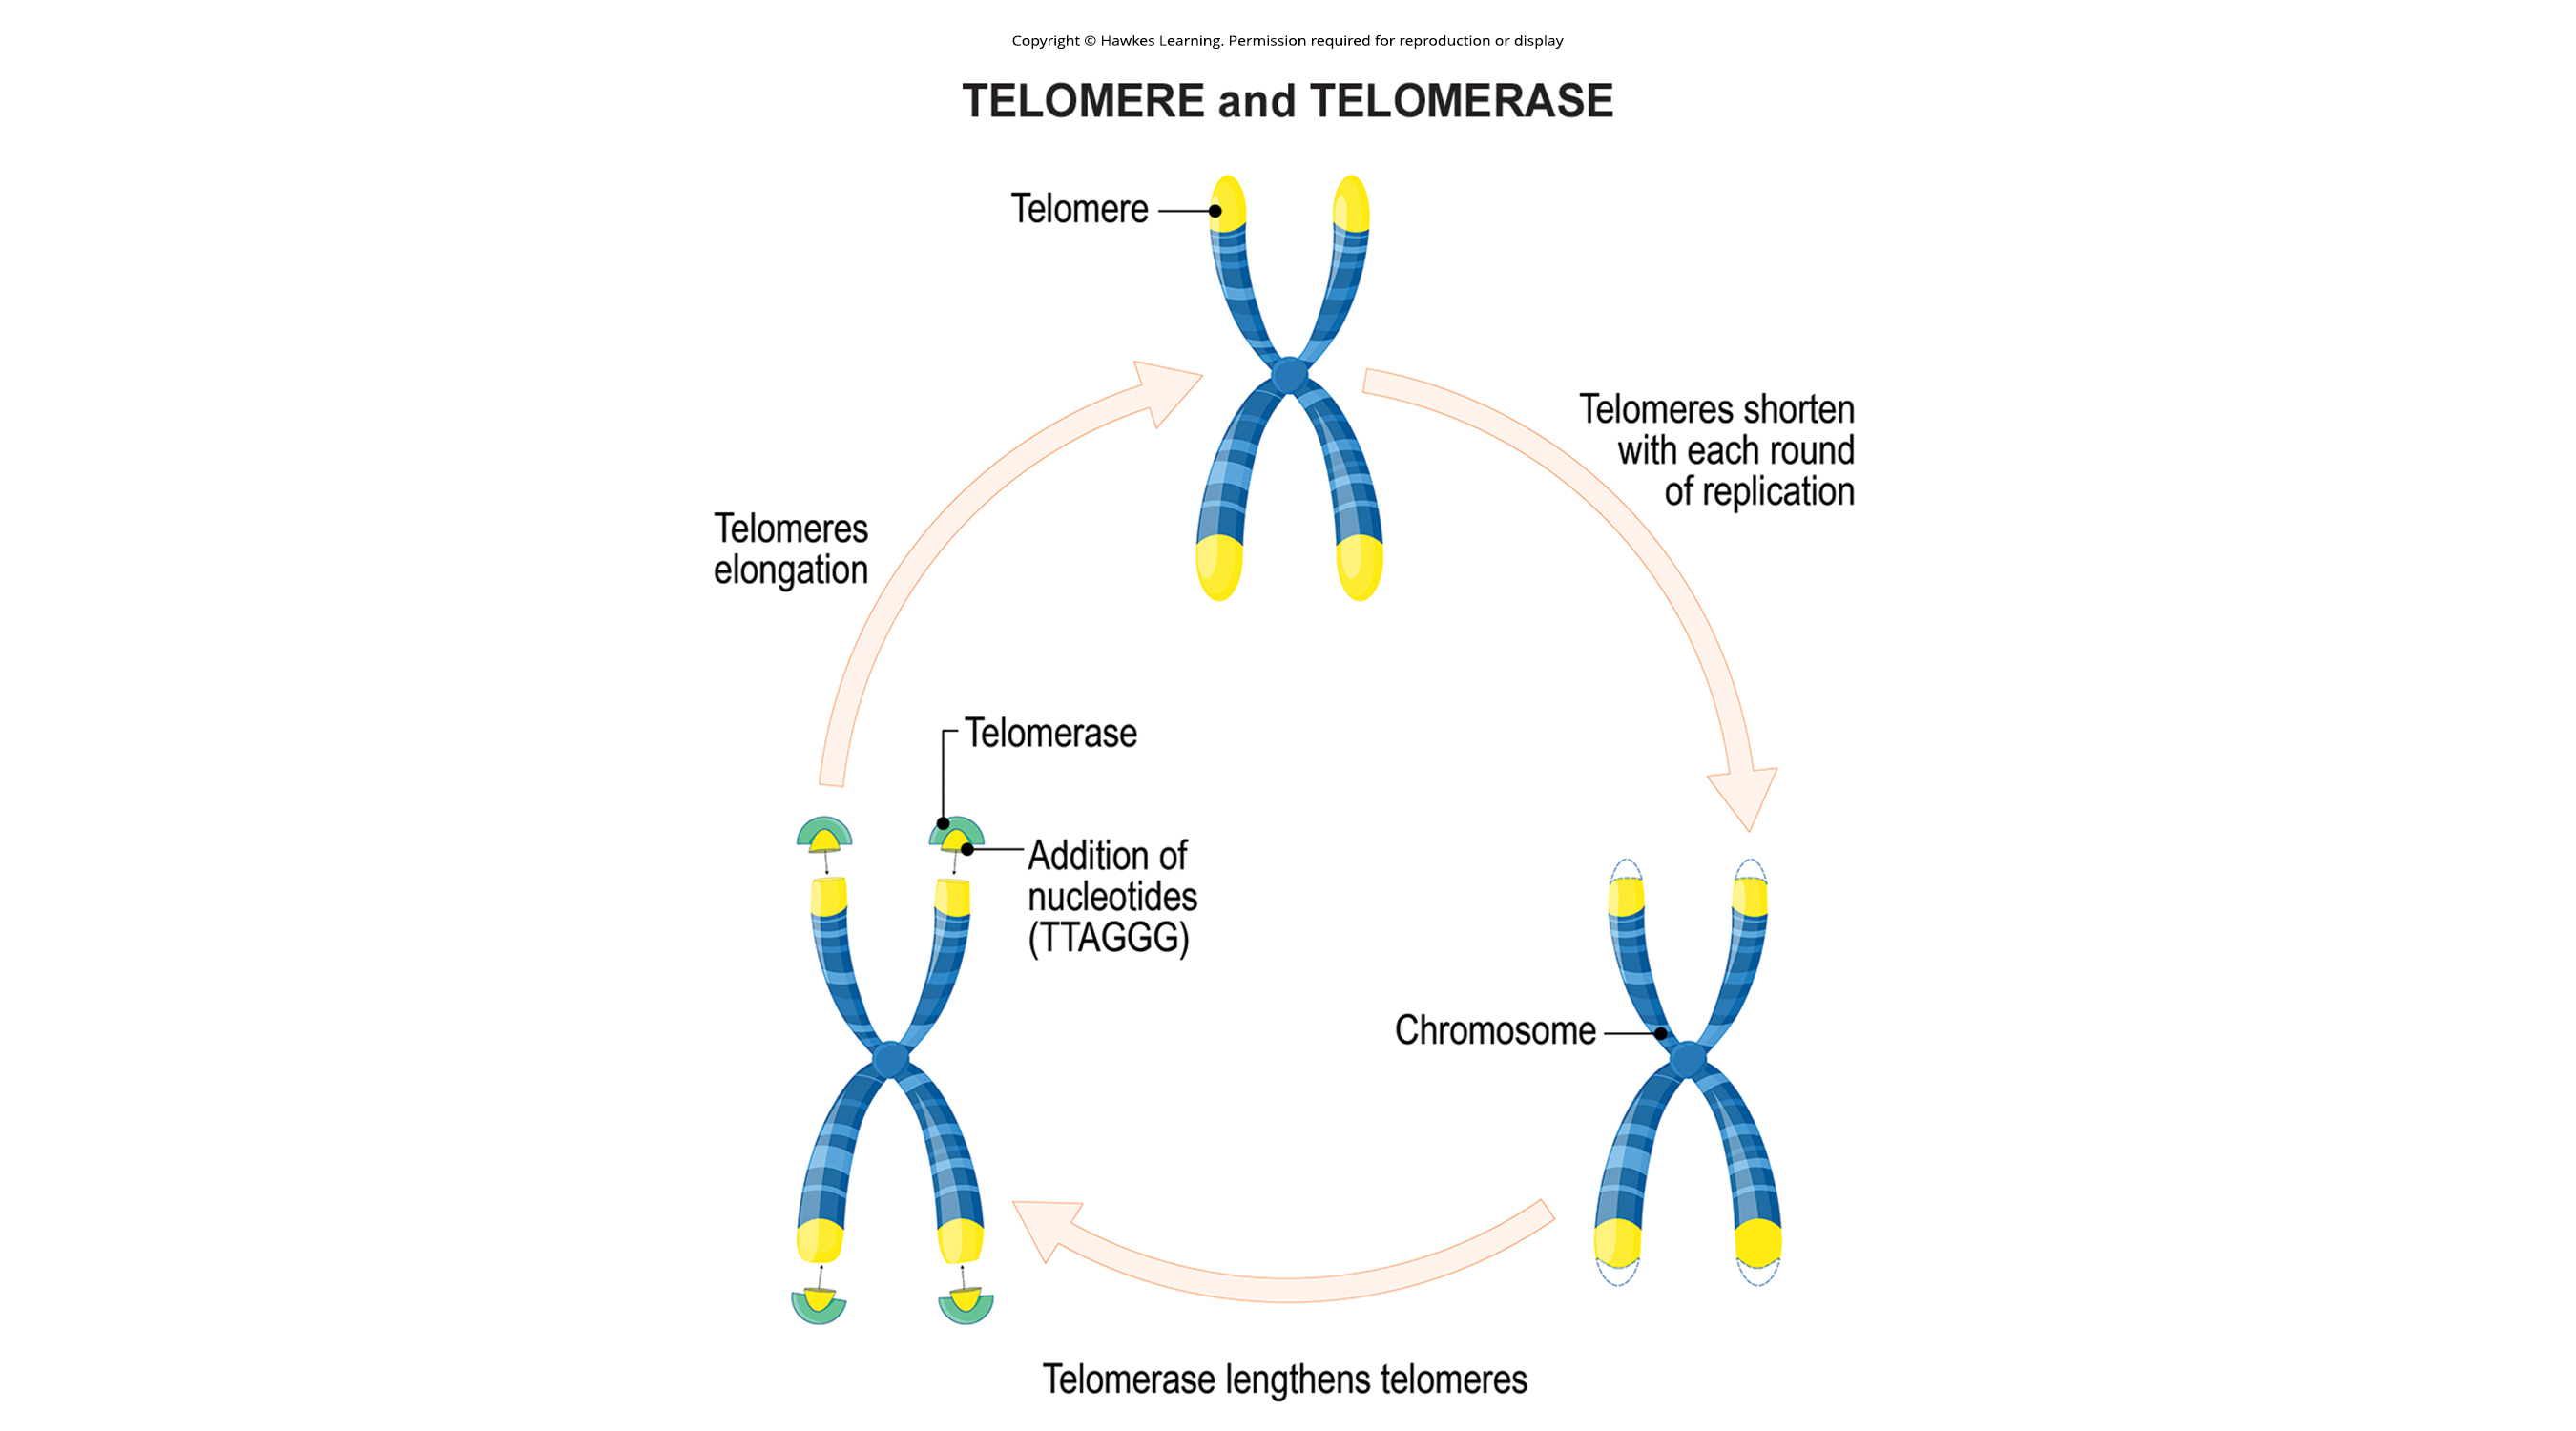 Copyright © Hawkes Learning. Permission required for reproduction or display
TELOMERE and TELOMERASE
Telomere
Telomeres shorten
with each round
of replication
Telomeres
elongation
Telomerase
Addition of
nucleotides
(TTAGGG)
Chromosome
Telomerase lengthens telomeres